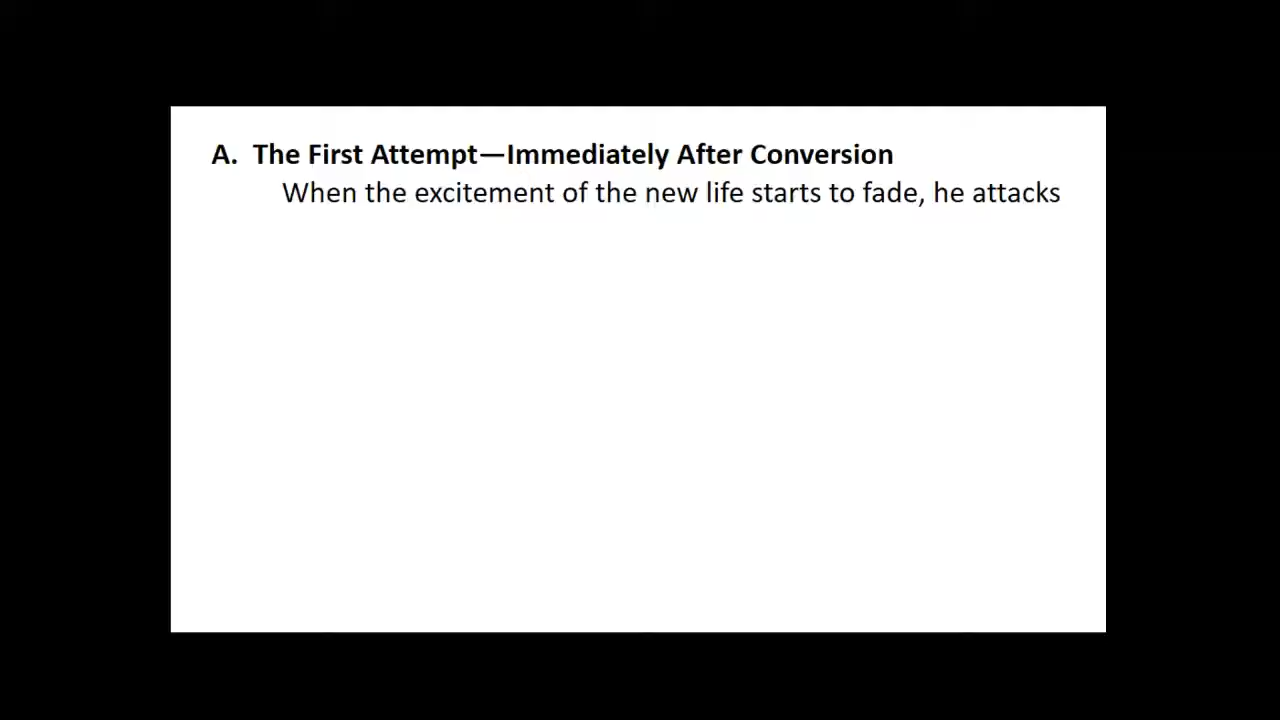 A. The First Attempt—Immediately After Conversion
When the excitement of the new life starts to fade, he attacks